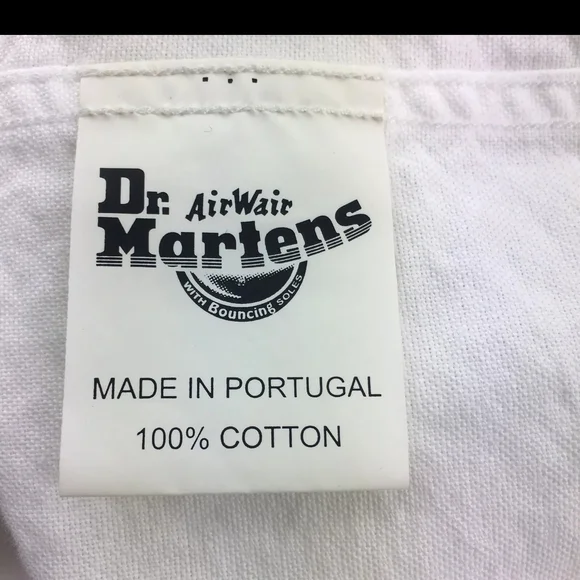 Dr. AirWair
Martens
WITH Bouncing SOLES
MADE IN PORTUGAL
100% COTTON